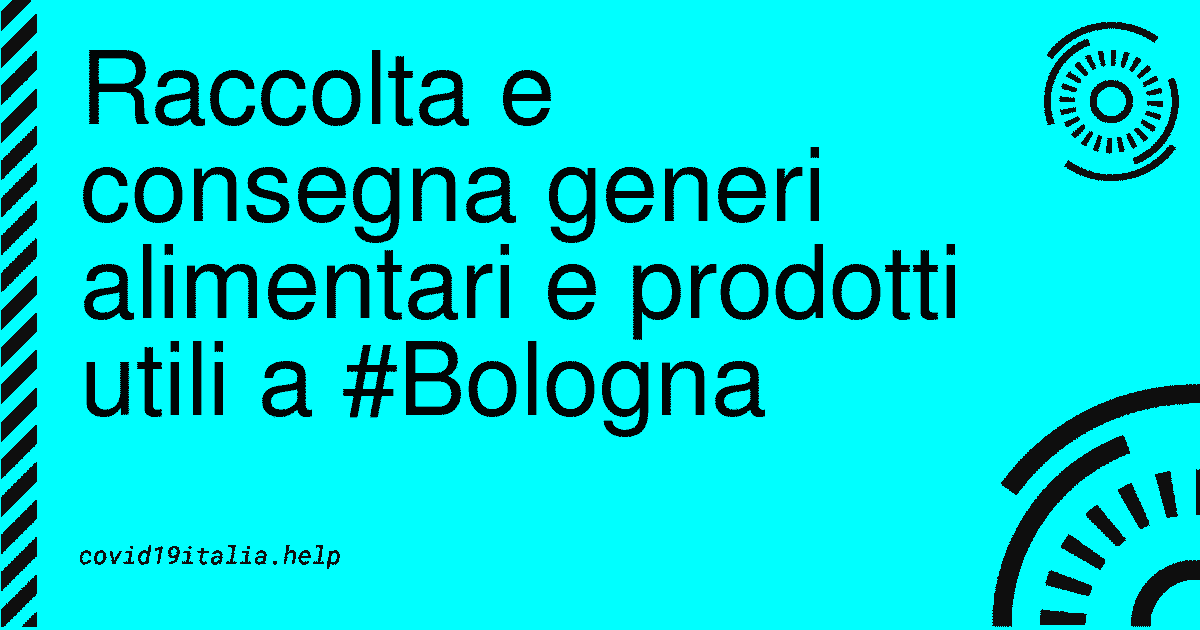 Raccolta e
consegna generi
alimentari e prodotti
utili a #Bologna
covid19italia.help